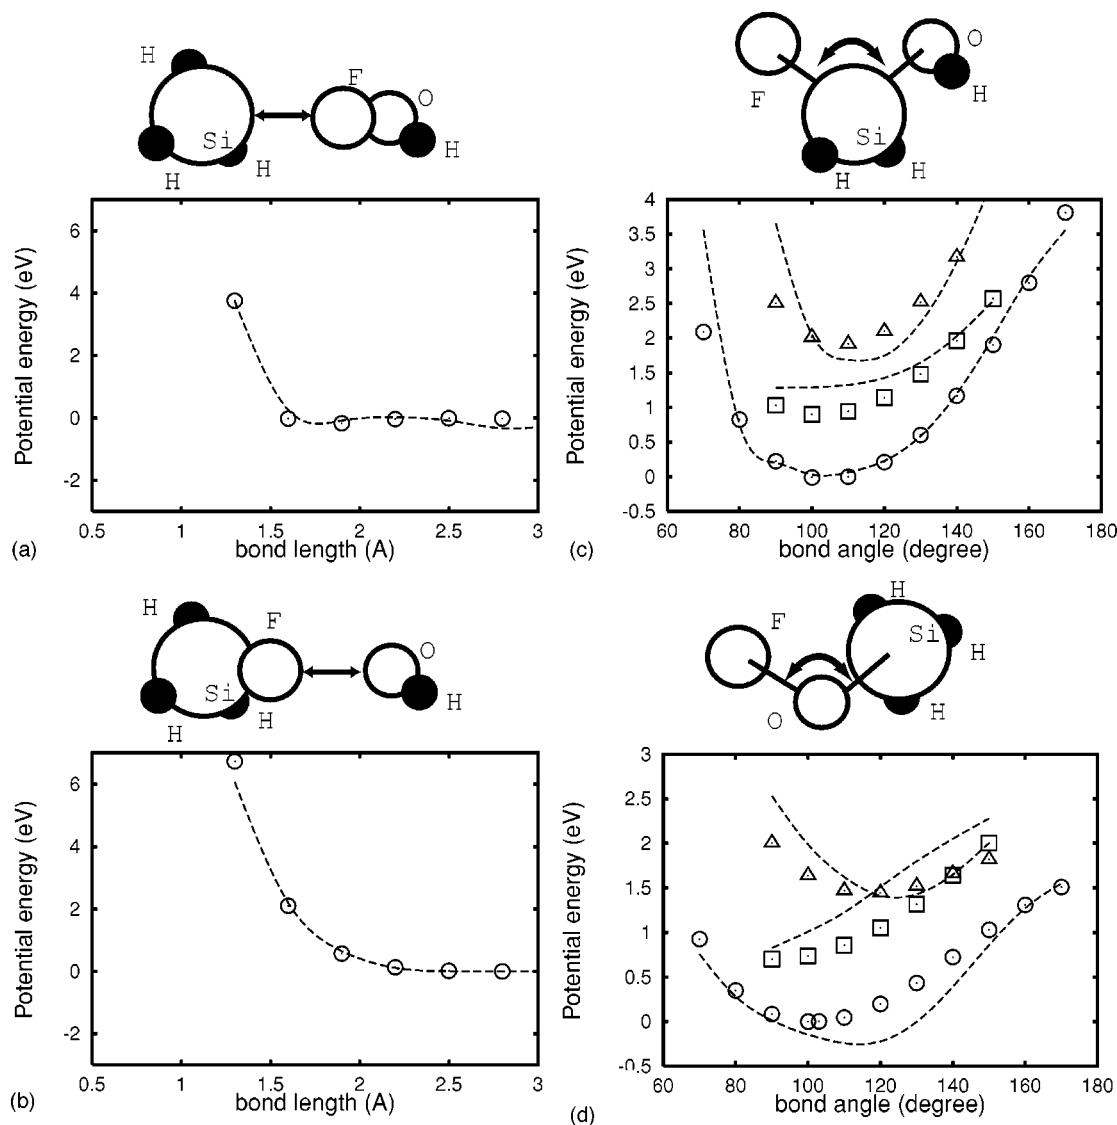 H
F
O
Si
H
H
H
6
4
2
0
-2
Potential energy (eV)
0.5
1
1.5
2
2.5
3
bond length (A)
(a)
O
F
H
Si
H
H
4
3.5
3
2.5
2
1.5
1
0.5
0
-0.5
Potential energy (eV)
60
80
100
120
140
160
180
bond angle (degree)
(c)
H
F
O
Si
H
H
H
6
4
2
0
-2
Potential energy (eV)
0.5
1
1.5
2
2.5
3
bond length (A)
(b)
H
F
Si
H
O
H
3
2.5
2
1.5
1
0.5
0
-0.5
Potential energy (eV)
60
80
100
120
140
160
180
bond angle (degree)
(d)